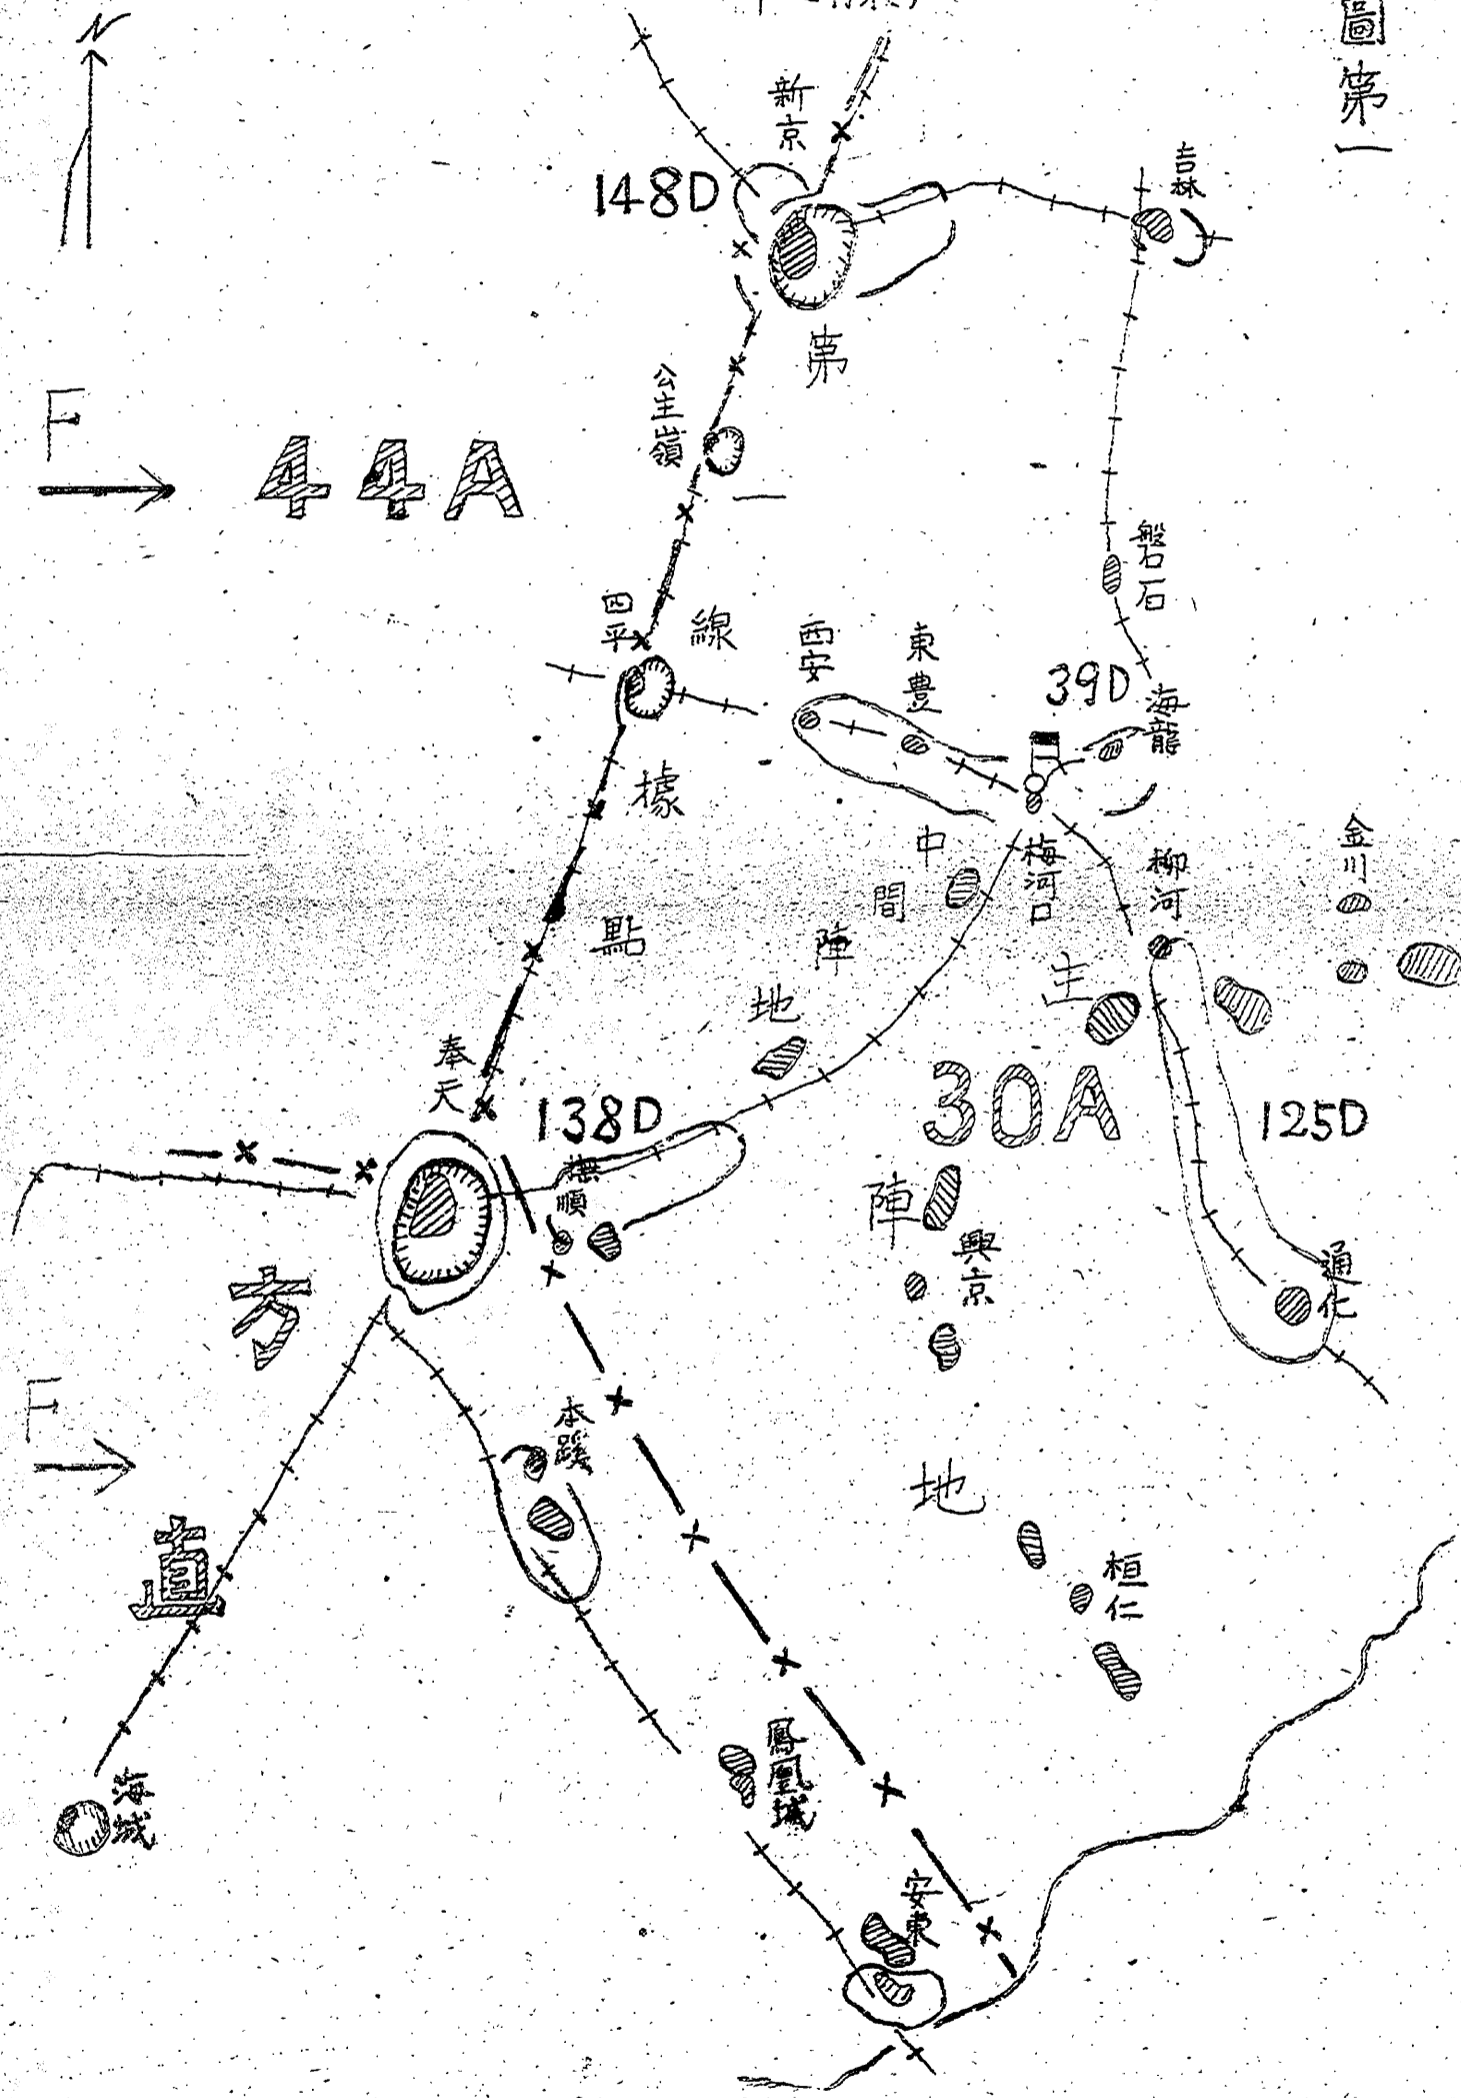 圖第一
N
新京
吉林
148D
第
公主嶺
F
44A
一
磐石
四平
線
西安
東豊
39D
海龍
據
梅河口
中
間
陣
地
柳河
金川
點
主
奉天
138D
撫順
30A
125D
陣
興京
通化
方
F
本溪
地
直
桓仁
鳳凰城
海城
安東